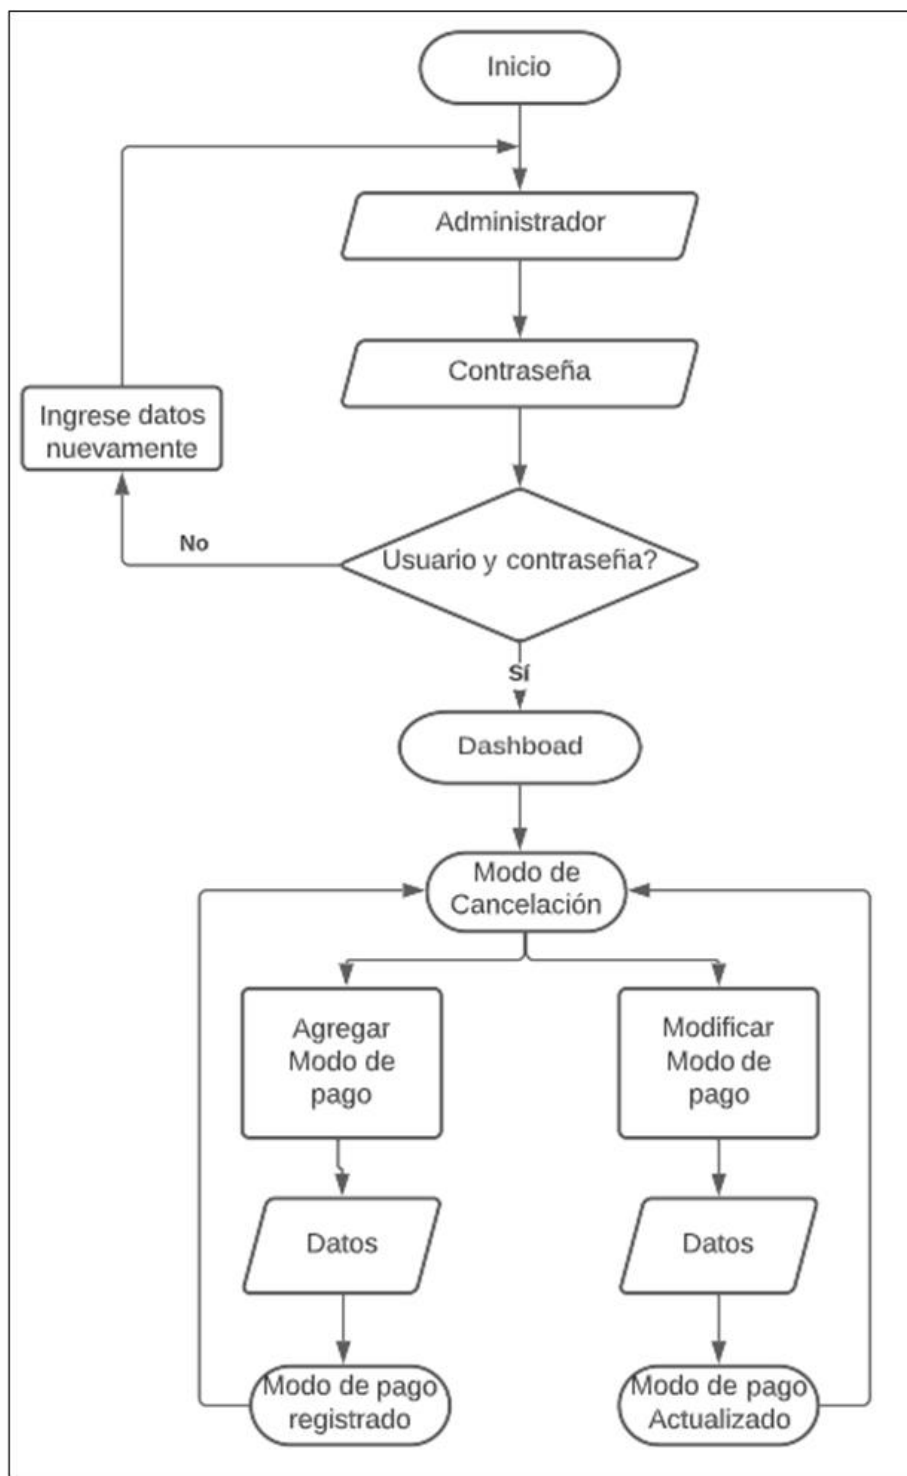 Inicio
Administrador
Contraseña
Ingrese datos
nuevamente
No
Usuario y contraseña?
Sí
Dashboad
Modo de
Cancelación
Agregar
Modo de
pago
Modificar
Modo de
pago
Datos
Datos
Modo de pago
registrado
Modo de pago
Actualizado